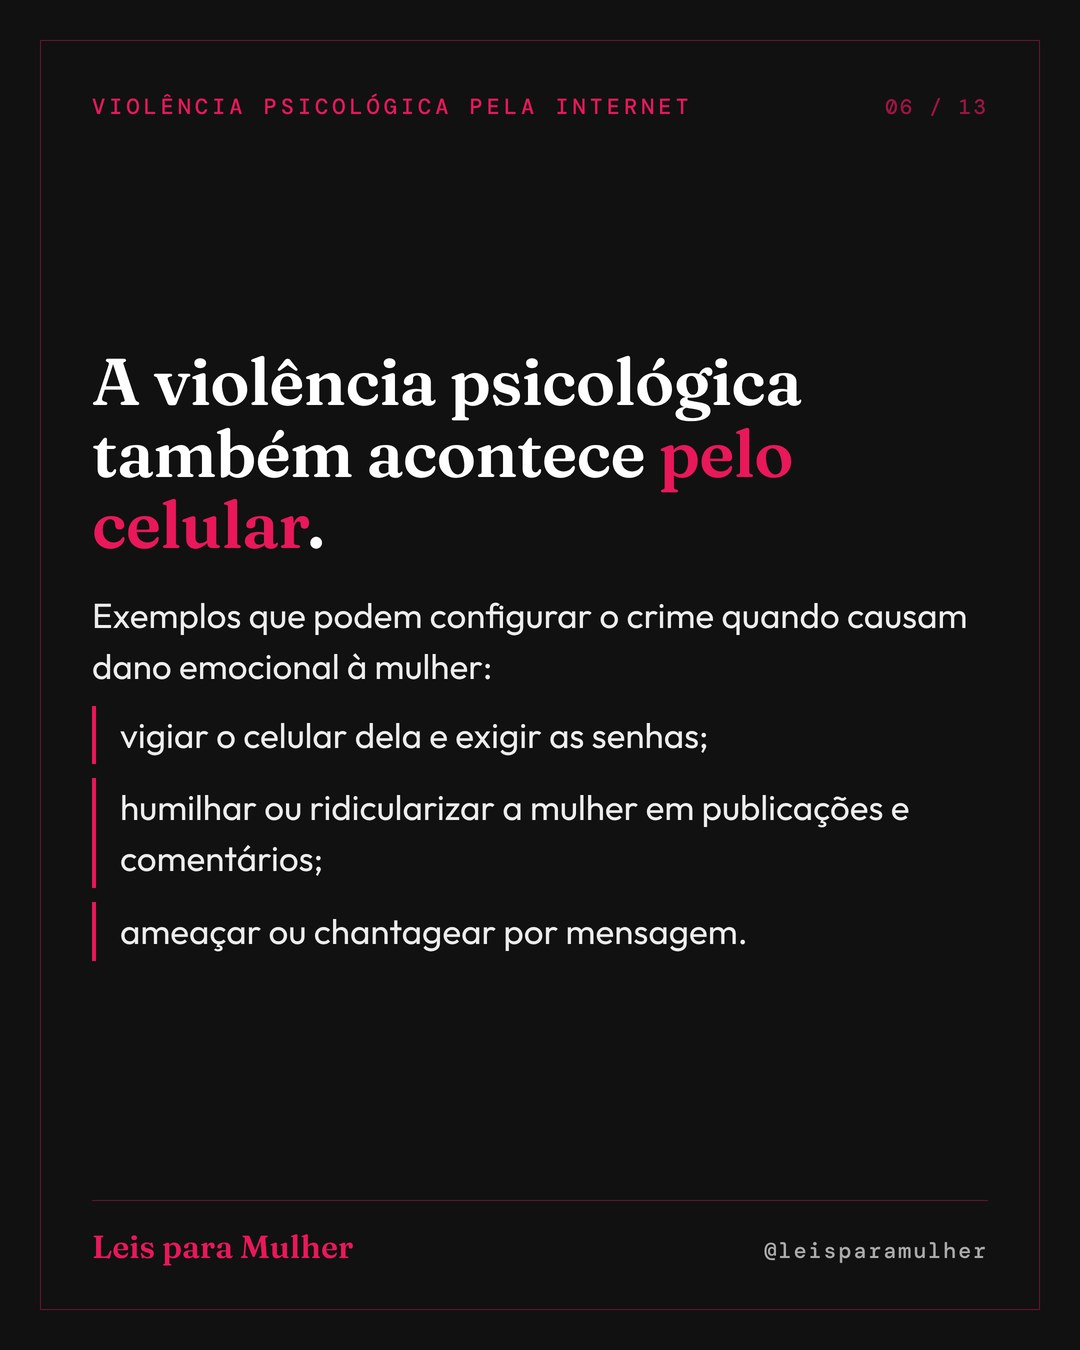 VIOLÊNCIA PSICOLÓGICA PELA INTERNET
06 / 13
A violência psicológica
também acontece pelo
celular.
Exemplos que podem configurar o crime quando causam
dano emocional à mulher:
vigiar o celular dela e exigir as senhas;
humilhar ou ridicularizar a mulher em publicações e
comentários;
ameaçar ou chantagear por mensagem.
Leis para Mulher
@leisparamulher